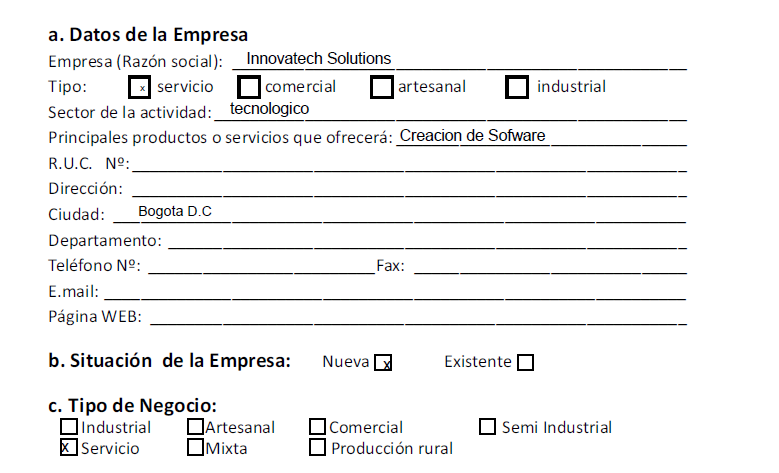 a. Datos de la Empresa
Empresa (Razón social): Innovatech Solutions
Tipo: x servicio comercial artesanal industrial
Sector de la actividad: tecnologico
Principales productos o servicios que ofrecerá: Creacion de Sofware
R.U.C. Nº:
Dirección:
Ciudad: Bogota D.C
Departamento:
Teléfono Nº: Fax:
E.mail:
Página WEB:
b. Situación de la Empresa: Nueva x Existente
c. Tipo de Negocio:
Industrial Artesanal Comercial Semi Industrial
x Servicio Mixta Producción rural